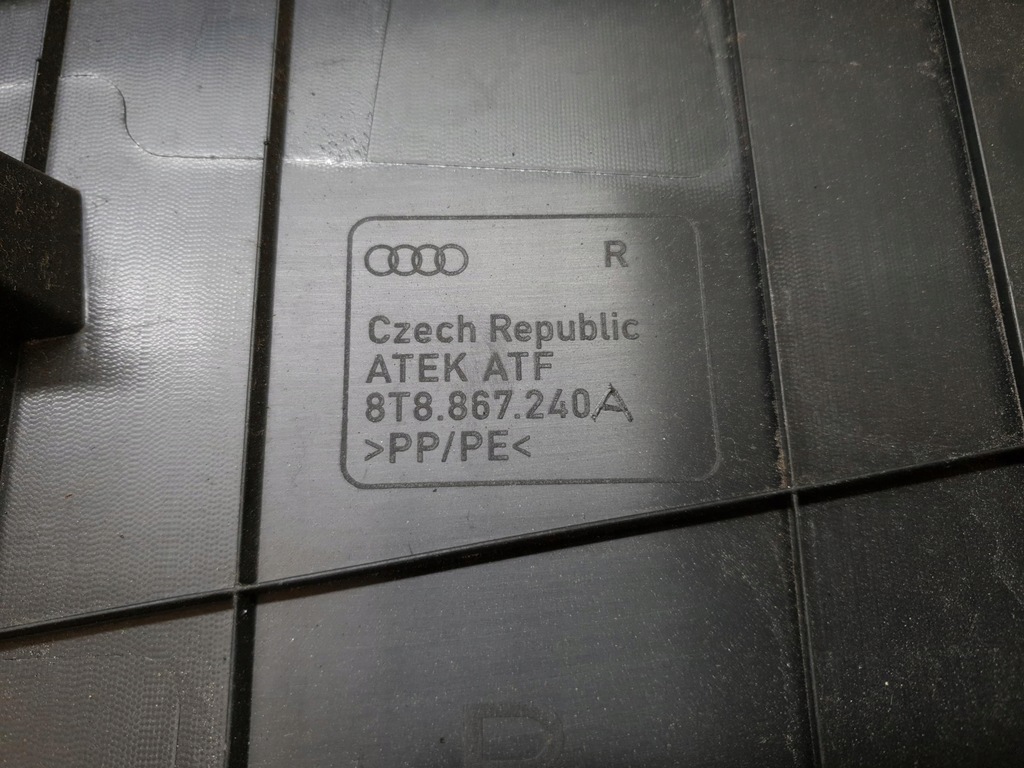 R
Czech Republic
ATEK ATF
8T8.867.240A
>PP/PE<
D